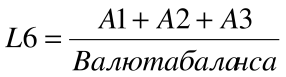 L6 = (A1 + A2 + A3) / Валютабаланса